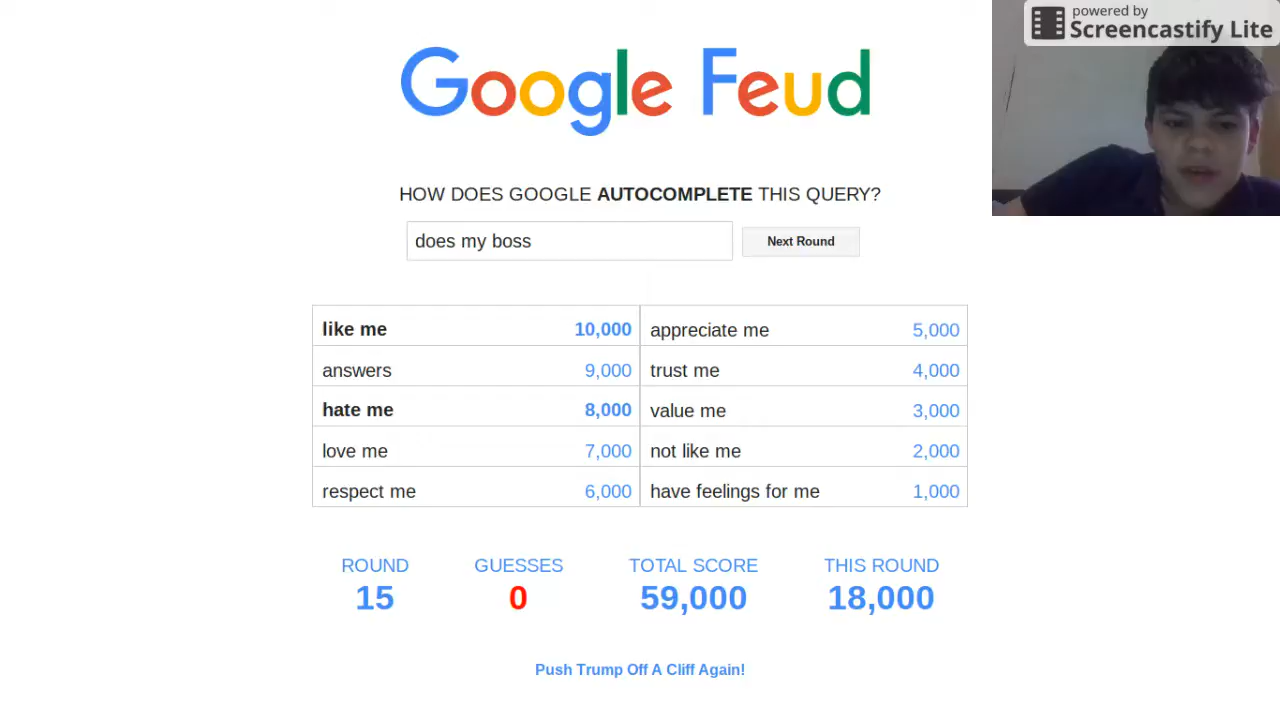 powered by
Screencastify Lite
Google Feud
HOW DOES GOOGLE AUTOCOMPLETE THIS QUERY?
does my boss
Next Round
like me 10,000 appreciate me 5,000
answers 9,000 trust me 4,000
hate me 8,000 value me 3,000
love me 7,000 not like me 2,000
respect me 6,000 have feelings for me 1,000
ROUND GUESSES TOTAL SCORE THIS ROUND
15 0 59,000 18,000
Push Trump Off A Cliff Again!